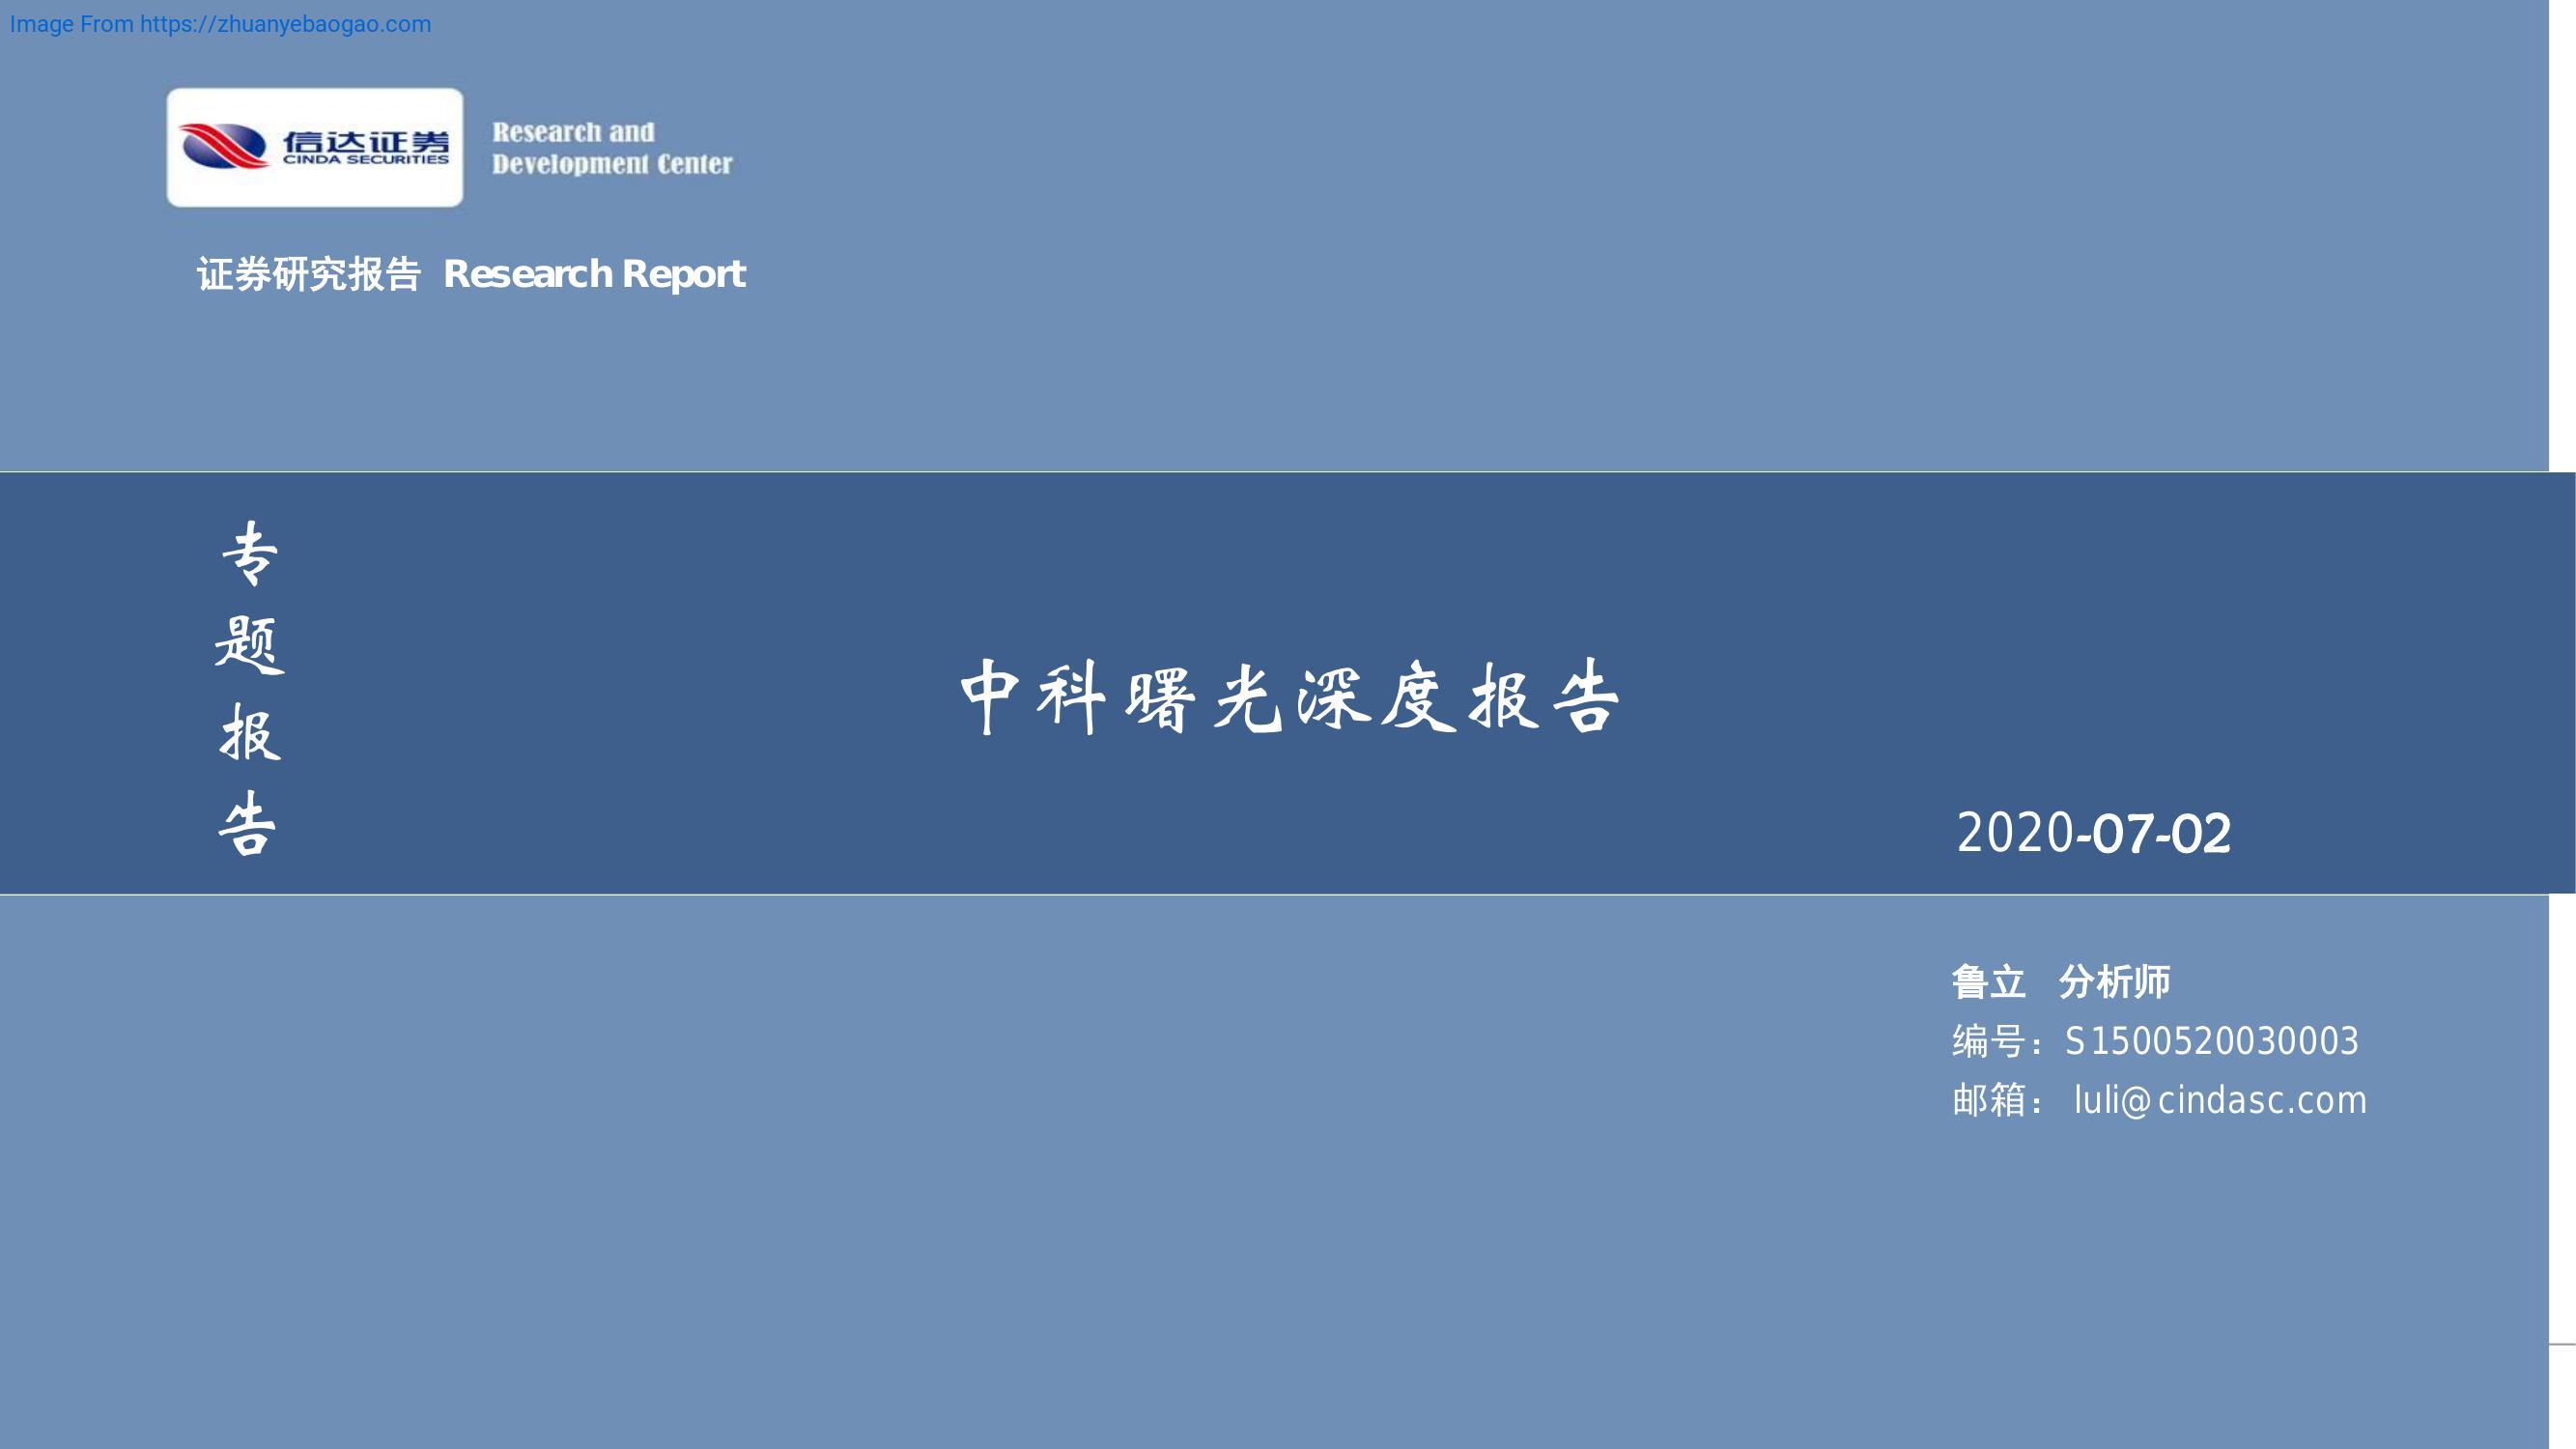 Image From https://zhuanyebaogao.com
信达证券
CINDA SECURITIES
Research and
Development Center
证券研究报告 Research Report
专
题
报
告
中科曙光深度报告
2020-07-02
鲁立 分析师
编号：S1500520030003
邮箱： luli@cindasc.com